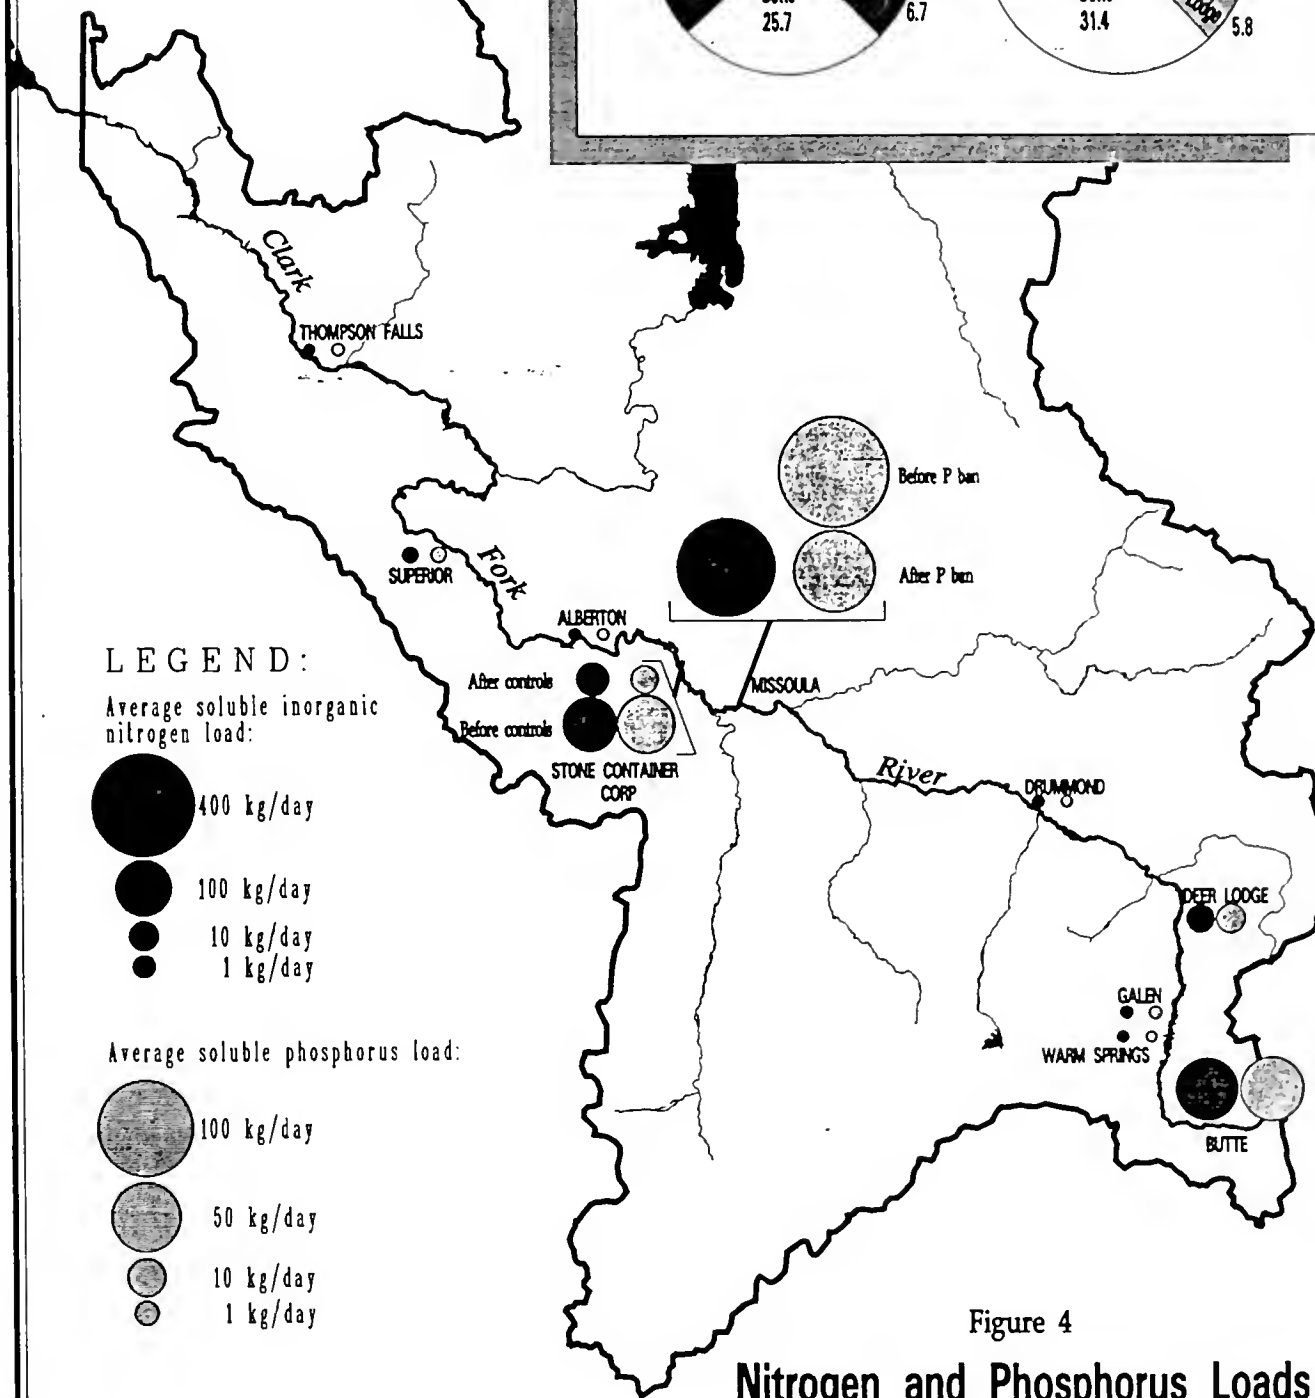 25.7
6.7
31.4
Lodge
5.8
Clark
THOMPSON FALLS
Before P ban
After P ban
SUPERIOR
Fork
ALBERTON
LEGEND:
Average soluble inorganic
nitrogen load:
400 kg/day
100 kg/day
10 kg/day
1 kg/day
After controls
Before controls
STONE CONTAINER
CORP
MISSOULA
River
DRUMMOND
DEER LODGE
GALEN
WARM SPRINGS
BUTTE
Average soluble phosphorus load:
100 kg/day
50 kg/day
10 kg/day
1 kg/day
Figure 4
Nitrogen and Phosphorus Loads